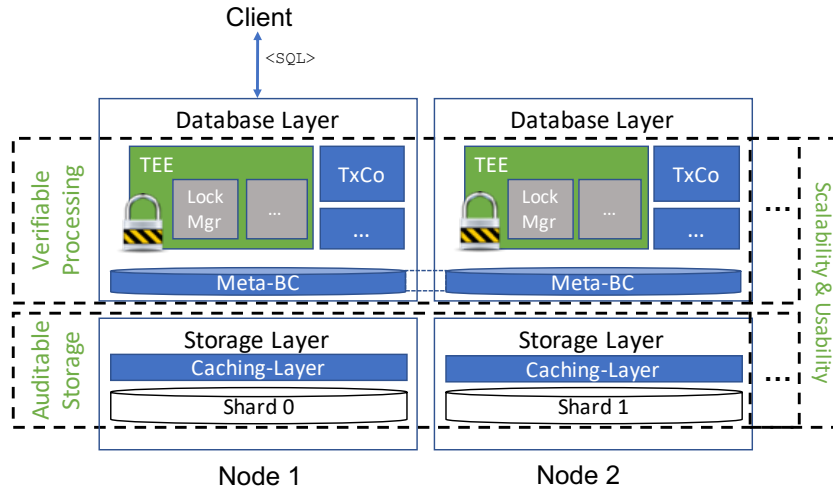 Client
<SQL>
Database Layer
Database Layer
TEE
TxCo
Lock
Mgr
...
...
Meta-BC
TEE
TxCo
Lock
Mgr
...
...
Meta-BC
...
Verifiable
Processing
Storage Layer
Caching-Layer
Shard 0
Storage Layer
Caching-Layer
Shard 1
...
Auditable
Storage
Scalability & Usability
Node 1
Node 2